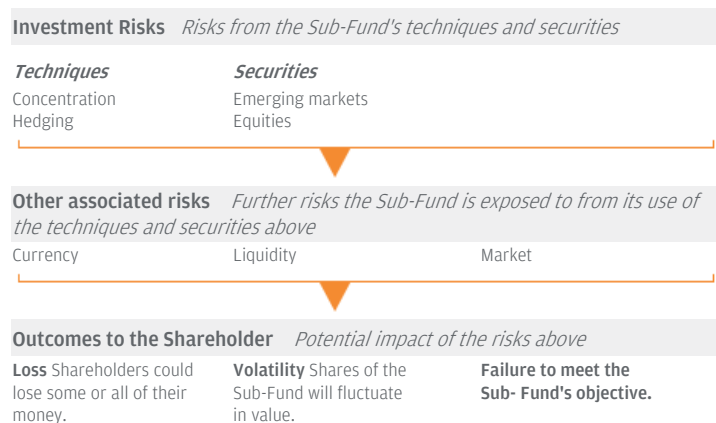 Investment Risks Risks from the Sub-Fund's techniques and securities
Techniques Securities
Concentration Emerging markets
Hedging Equities
Other associated risks Further risks the Sub-Fund is exposed to from its use of
the techniques and securities above
Currency Liquidity Market
Outcomes to the Shareholder Potential impact of the risks above
Loss Shareholders could
lose some or all of their
money.
Volatility Shares of the
Sub-Fund will fluctuate
in value.
Failure to meet the
Sub- Fund's objective.